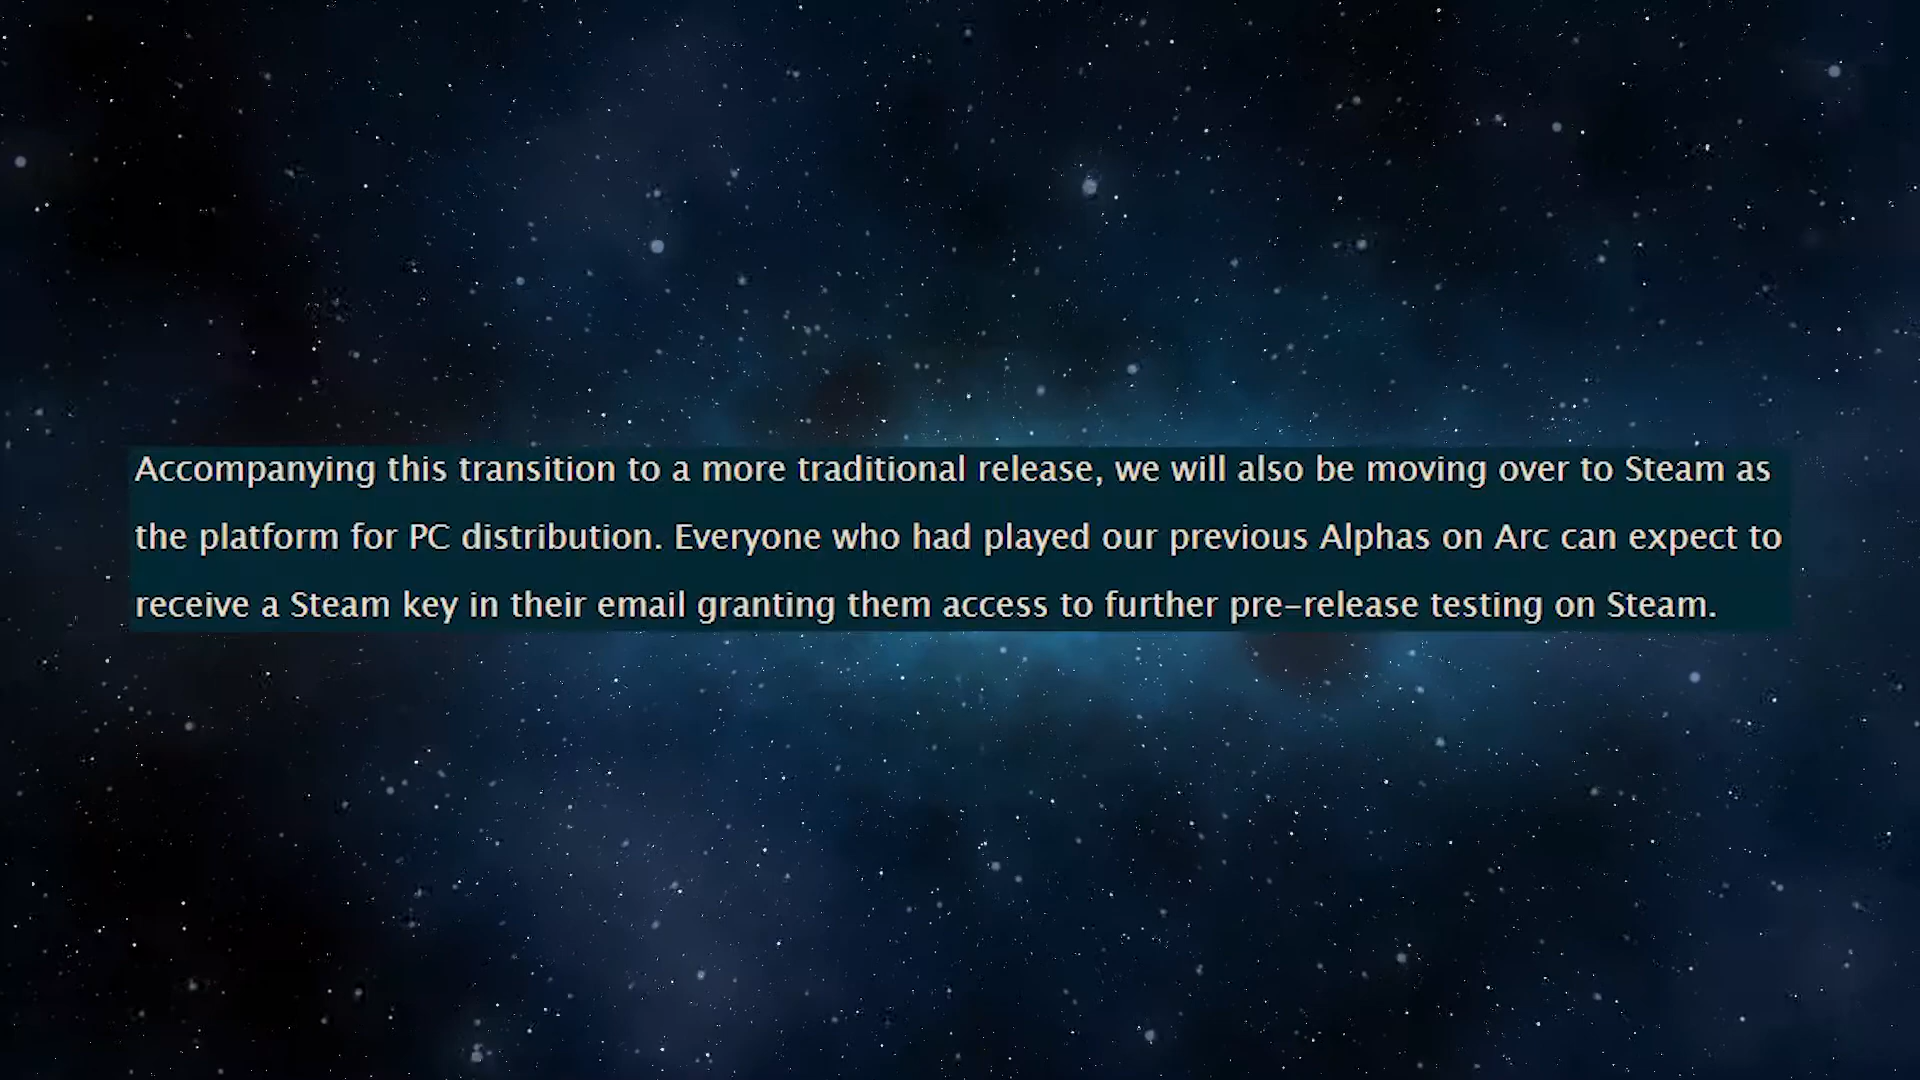 Accompanying this transition to a more traditional release, we will also be moving over to Steam as
the platform for PC distribution. Everyone who had played our previous Alphas on Arc can expect to
receive a Steam key in their email granting them access to further pre-release testing on Steam.